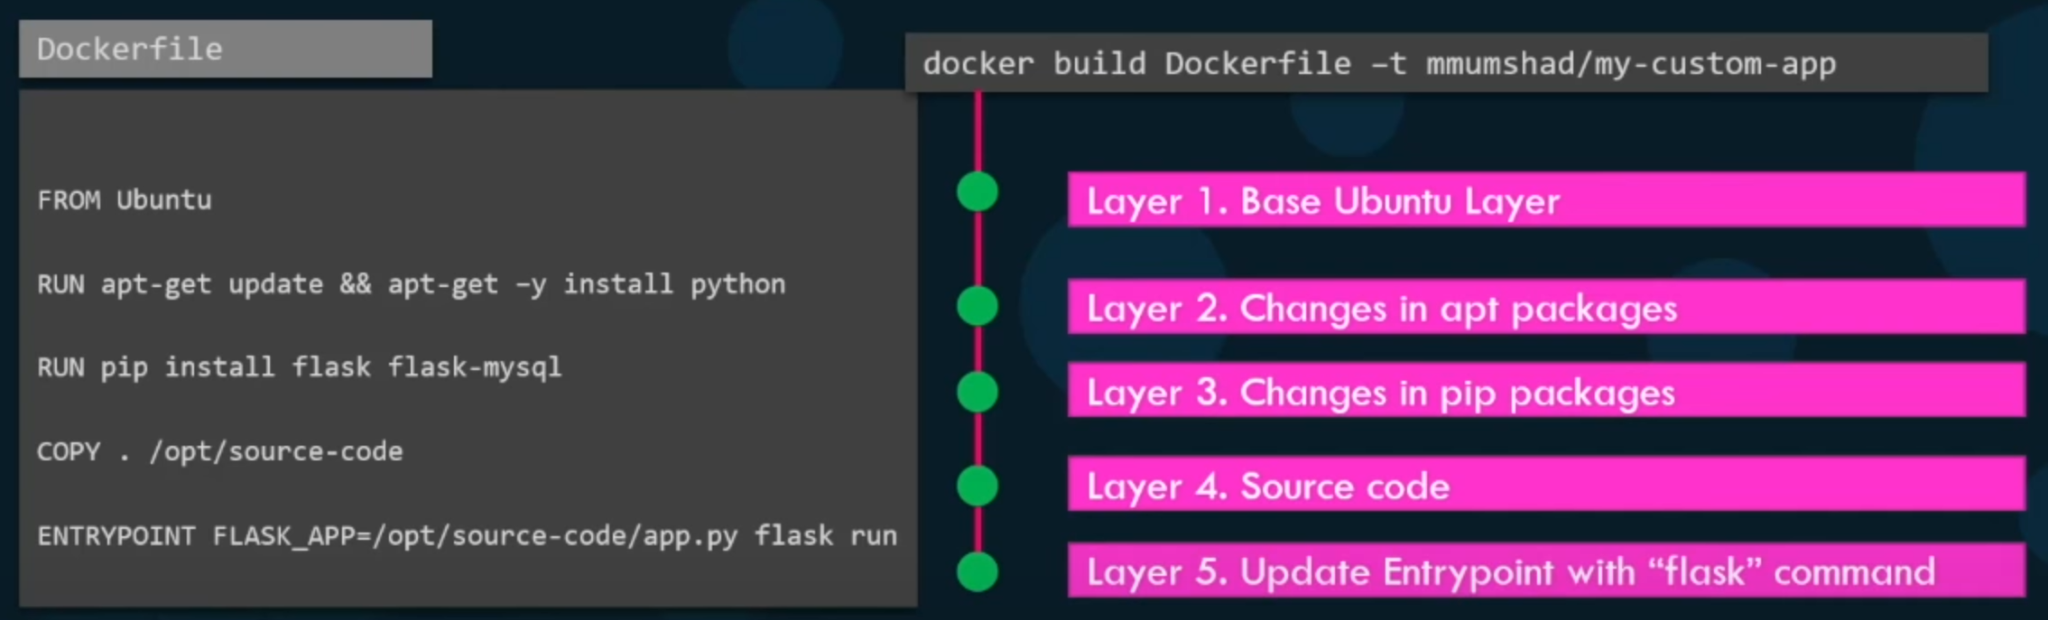 Dockerfile
docker build Dockerfile –t mmumshad/my-custom-app
FROM Ubuntu
RUN apt-get update && apt-get –y install python
RUN pip install flask flask-mysql
COPY . /opt/source-code
ENTRYPOINT FLASK_APP=/opt/source-code/app.py flask run
Layer 1. Base Ubuntu Layer
Layer 2. Changes in apt packages
Layer 3. Changes in pip packages
Layer 4. Source code
Layer 5. Update Entrypoint with “flask” command